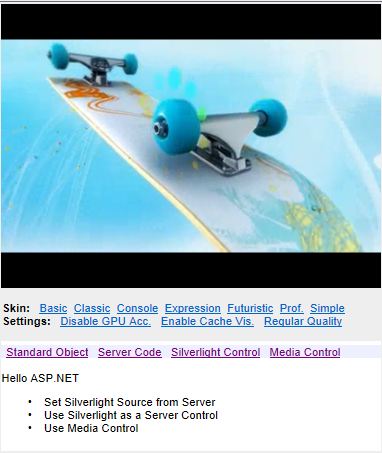 Skin: Basic Classic Console Expression Futuristic Prof. Simple
Settings: Disable GPU Acc. Enable Cache Vis. Regular Quality
Standard Object Server Code Silverlight Control Media Control
Hello ASP.NET
• Set Silverlight Source from Server
• Use Silverlight as a Server Control
• Use Media Control